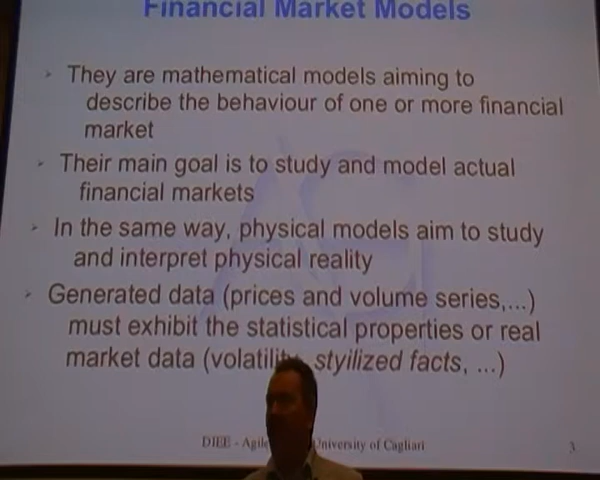 Financial Market Models
They are mathematical models aiming to
describe the behaviour of one or more financial
market
Their main goal is to study and model actual
financial markets
In the same way, physical models aim to study
and interpret physical reality
Generated data (prices and volume series,...)
must exhibit the statistical properties or real
market data (volatility, styilized facts, ...)
DIEE - Agile University of Cagliari 3